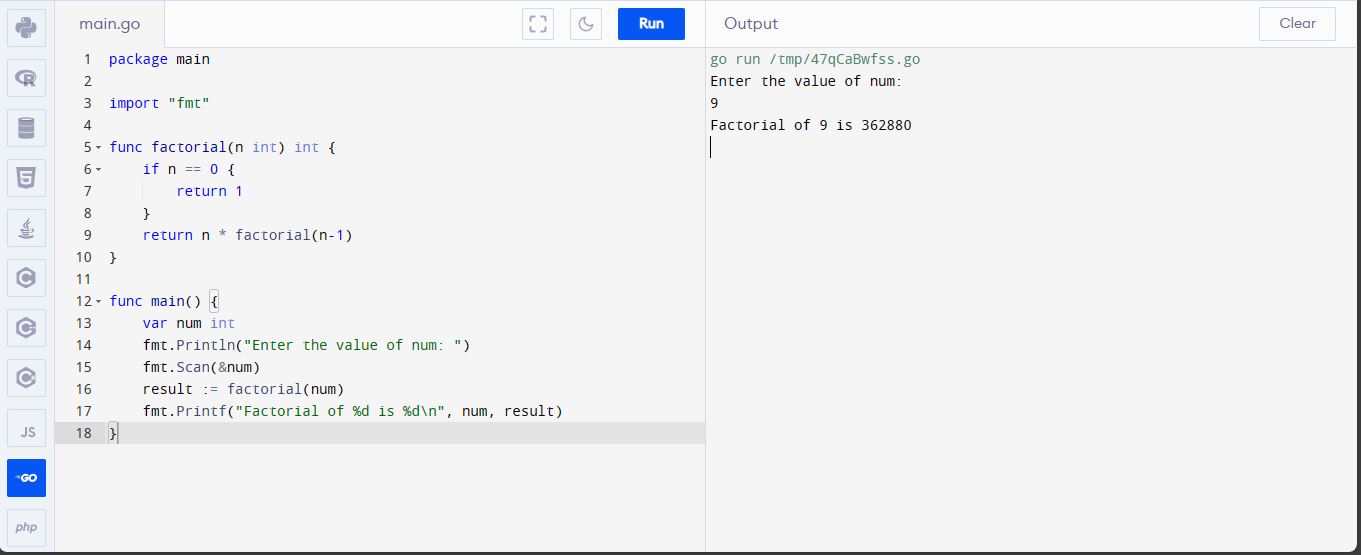 main.go
Run
Output
Clear
1 package main
2
3 import "fmt"
4
5 func factorial(n int) int {
6     if n == 0 {
7         return 1
8     }
9     return n * factorial(n-1)
10 }
11
12 func main() {
13     var num int
14     fmt.Println("Enter the value of num: ")
15     fmt.Scan(&num)
16     result := factorial(num)
17     fmt.Printf("Factorial of %d is %d\n", num, result)
18 }
go run /tmp/47qCaBwfss.go
Enter the value of num:
9
Factorial of 9 is 362880
R
5
C
C
C
JS
GO
php